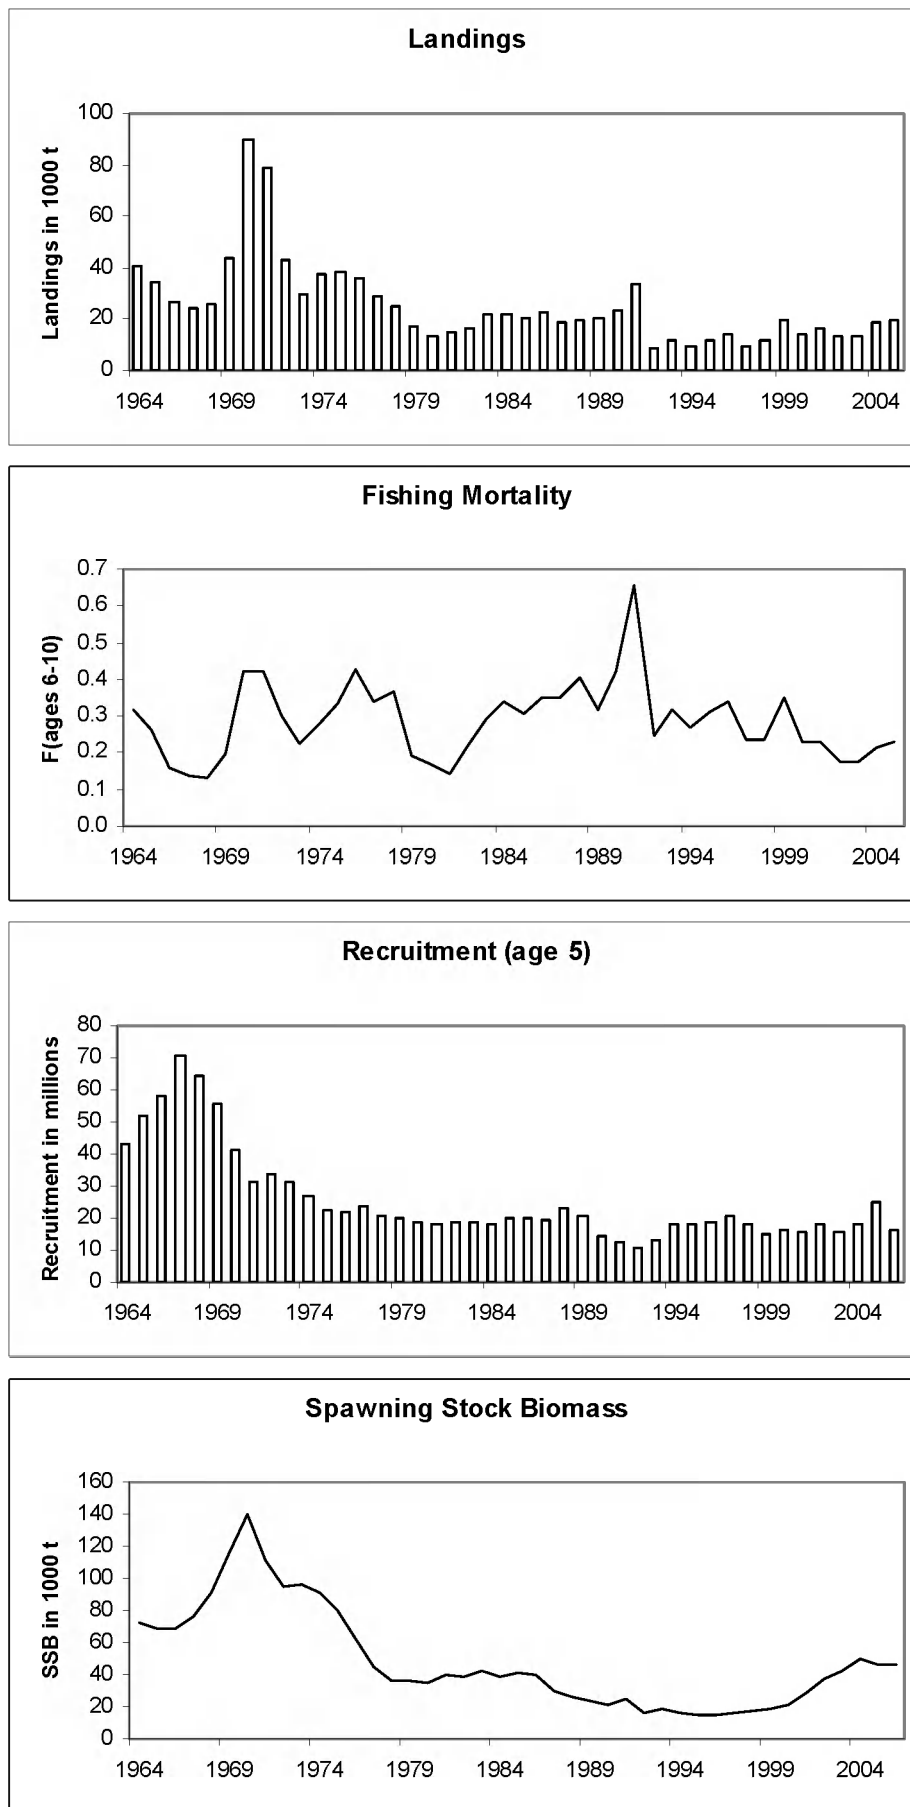 Landings
Landings in 1000 t
100
80
60
40
20
0
1964 1969 1974 1979 1984 1989 1994 1999 2004
Fishing Mortality
F(ages 6-10)
0.7
0.6
0.5
0.4
0.3
0.2
0.1
0.0
1964 1969 1974 1979 1984 1989 1994 1999 2004
Recruitment (age 5)
Recruitment in millions
80
70
60
50
40
30
20
10
0
1964 1969 1974 1979 1984 1989 1994 1999 2004
Spawning Stock Biomass
SSB in 1000 t
160
140
120
100
80
60
40
20
0
1964 1969 1974 1979 1984 1989 1994 1999 2004